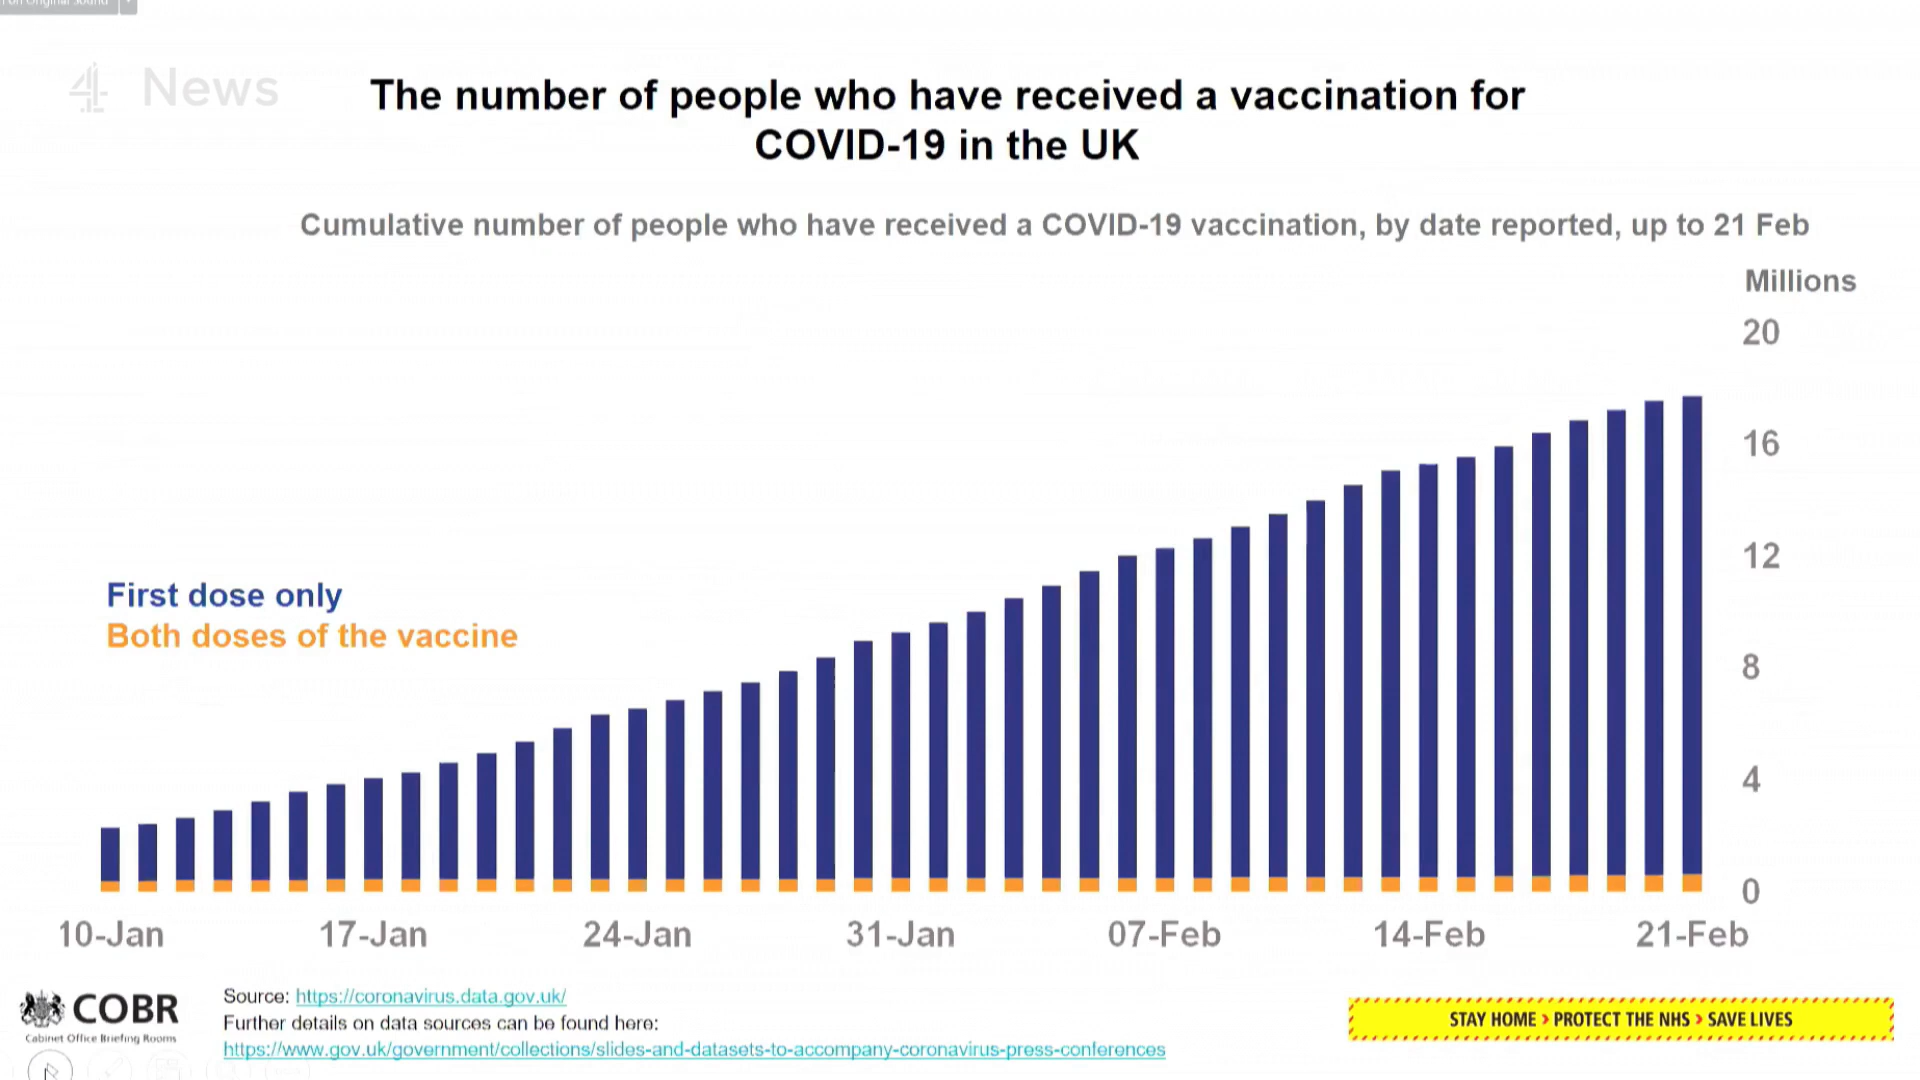 on Original Sound
4 News
The number of people who have received a vaccination for
COVID-19 in the UK
Cumulative number of people who have received a COVID-19 vaccination, by date reported, up to 21 Feb
Millions
20
16
12
8
4
0
First dose only
Both doses of the vaccine
10-Jan 17-Jan 24-Jan 31-Jan 07-Feb 14-Feb 21-Feb
COBR
Cabinet Office Briefing Rooms
Source: https://coronavirus.data.gov.uk/
Further details on data sources can be found here:
https://www.gov.uk/government/collections/slides-and-datasets-to-accompany-coronavirus-press-conferences
STAY HOME > PROTECT THE NHS > SAVE LIVES